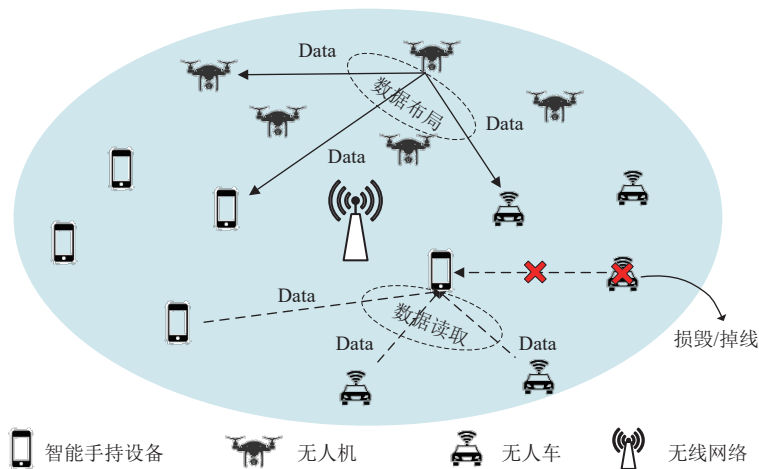 Data
数据布局
Data
Data
Data
数据读取
Data
Data
损毁/掉线
智能手持设备
无人机
无人车
无线网络